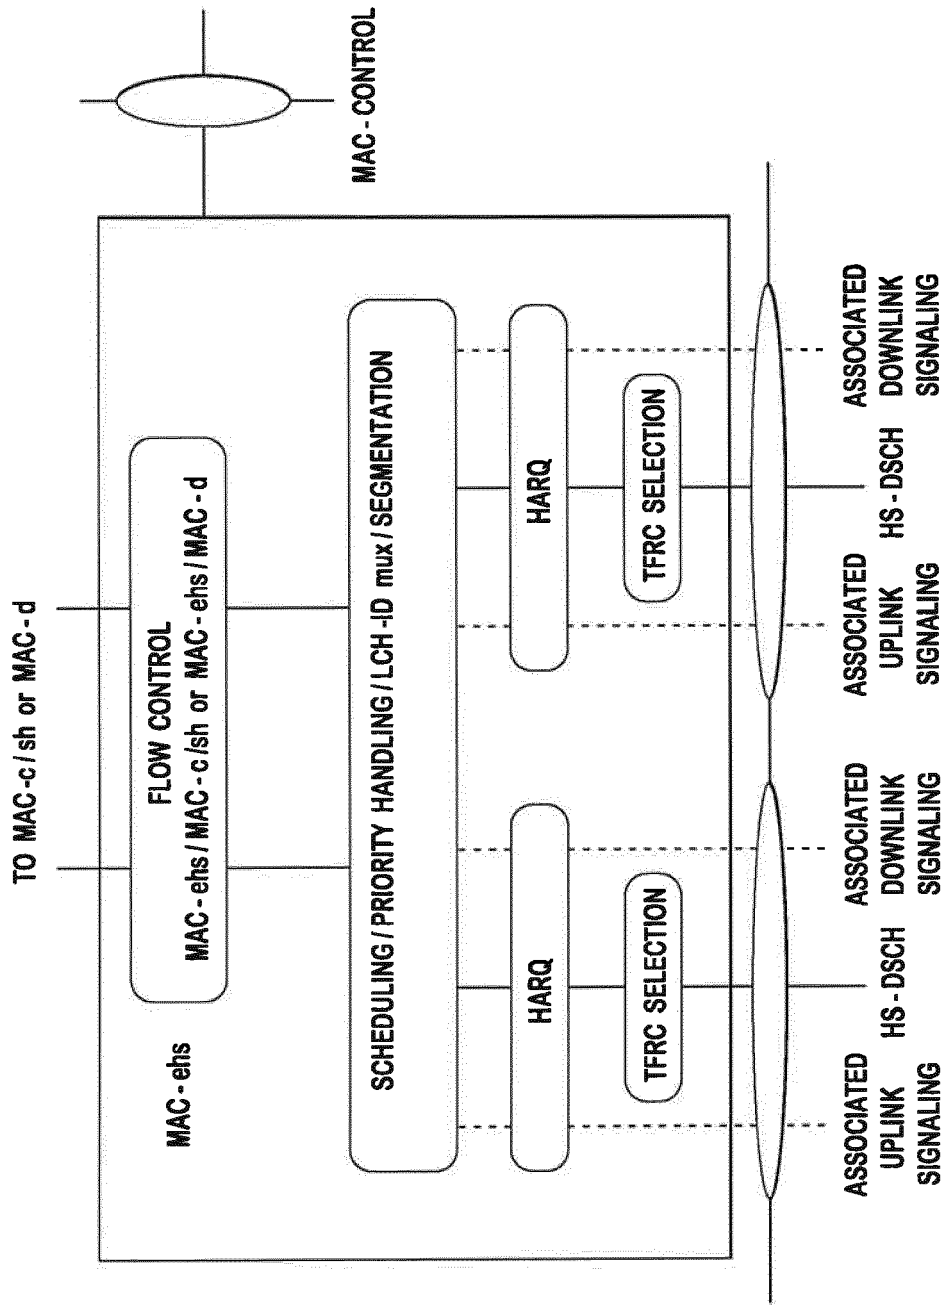 TO MAC-c/sh or MAC-d
MAC-ehs
FLOW CONTROL
MAC-ehs/MAC-c/sh or MAC-ehs/MAC-d
MAC-CONTROL
SCHEDULING/PRIORITY HANDLING/LCH-ID mux/SEGMENTATION
HARQ
HARQ
TFRC SELECTION
TFRC SELECTION
ASSOCIATED
UPLINK
SIGNALING
HS-DSCH
ASSOCIATED
DOWNLINK
SIGNALING
ASSOCIATED
UPLINK
SIGNALING
HS-DSCH
ASSOCIATED
DOWNLINK
SIGNALING